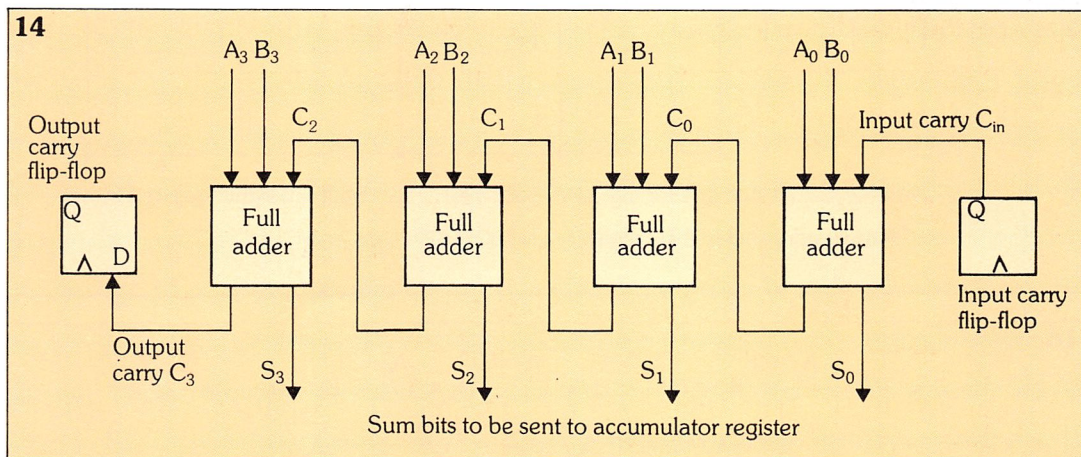 14
A₃ B₃
A₂ B₂
A₁ B₁
A₀ B₀
Output
carry
flip-flop
C₂
C₁
C₀
Input carry Cᵢₙ
Q
D
Full
adder
Full
adder
Full
adder
Full
adder
Q
Input carry
flip-flop
Output
carry C₃
S₃
S₂
S₁
S₀
Sum bits to be sent to accumulator register